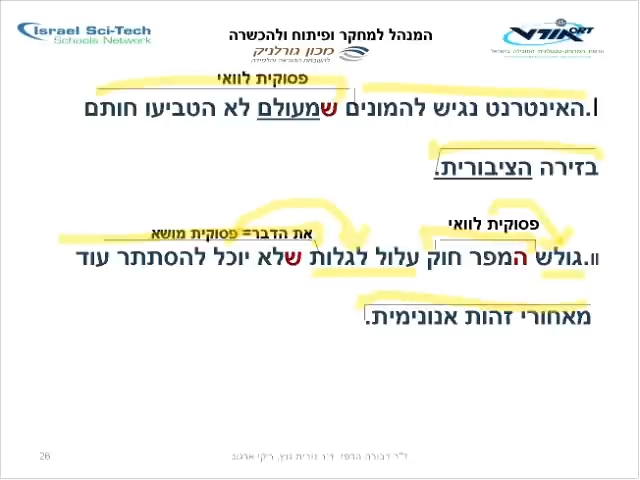 Israel Sci-Tech
Schools Network
המנהל למחקר ופיתוח ולהכשרה
מכון גורלניק
ORT
פסוקית לוואי
I.האינטרנט נגיש להמונים שמעולם לא הטביעו חותם
בזירה הציבורית.
פסוקית לוואי
את הדבר= פסוקית מושא
II.גולש המפר חוק עלול לגלות שלא יוכל להסתתר עוד
מאחורי זהות אנונימית.
26